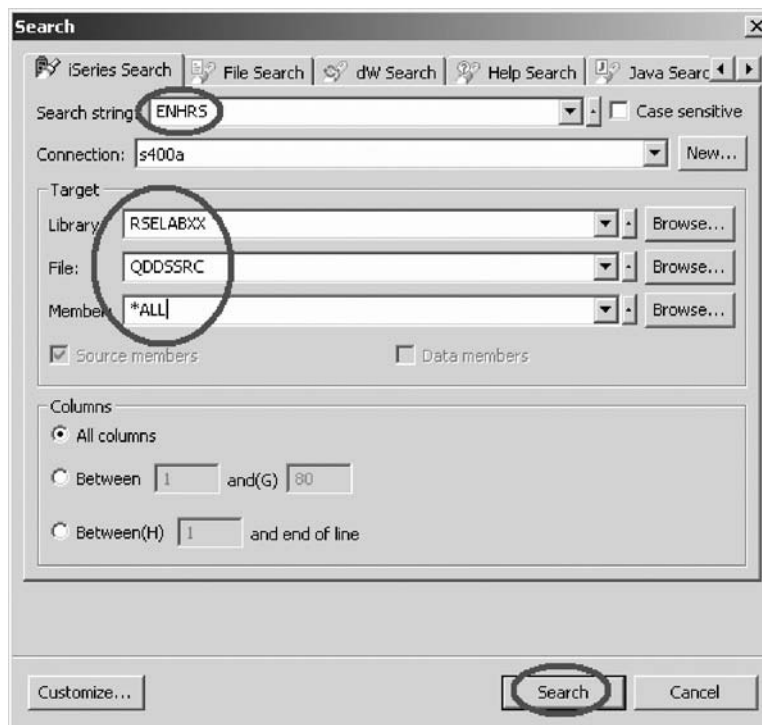 Search
iSeries Search File Search dW Search Help Search Java Searc
Search string: ENHRS Case sensitive
Connection: s400a New...
Target
Library: RSELABXX Browse...
File: QDDSSRC Browse...
Member: *ALL Browse...
Source members Data members
Columns
All columns
Between 1 and(G) 80
Between(H) 1 and end of line
Customize... Search Cancel